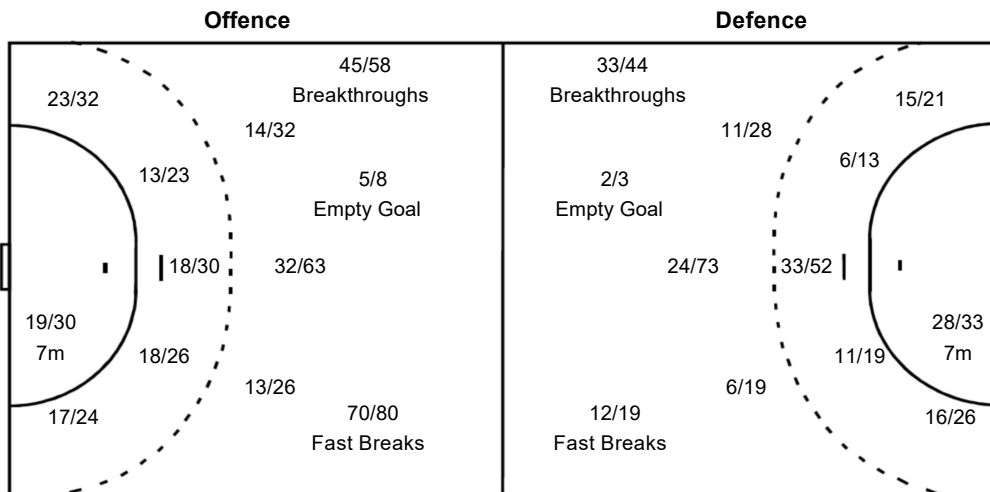 Offence
Defence
45/58
Breakthroughs
33/44
Breakthroughs
23/32
15/21
14/32
11/28
13/23
6/13
5/8
Empty Goal
2/3
Empty Goal
18/30
32/63
24/73
33/52
19/30
7m
28/33
7m
18/26
11/19
13/26
6/19
17/24
16/26
70/80
Fast Breaks
12/19
Fast Breaks